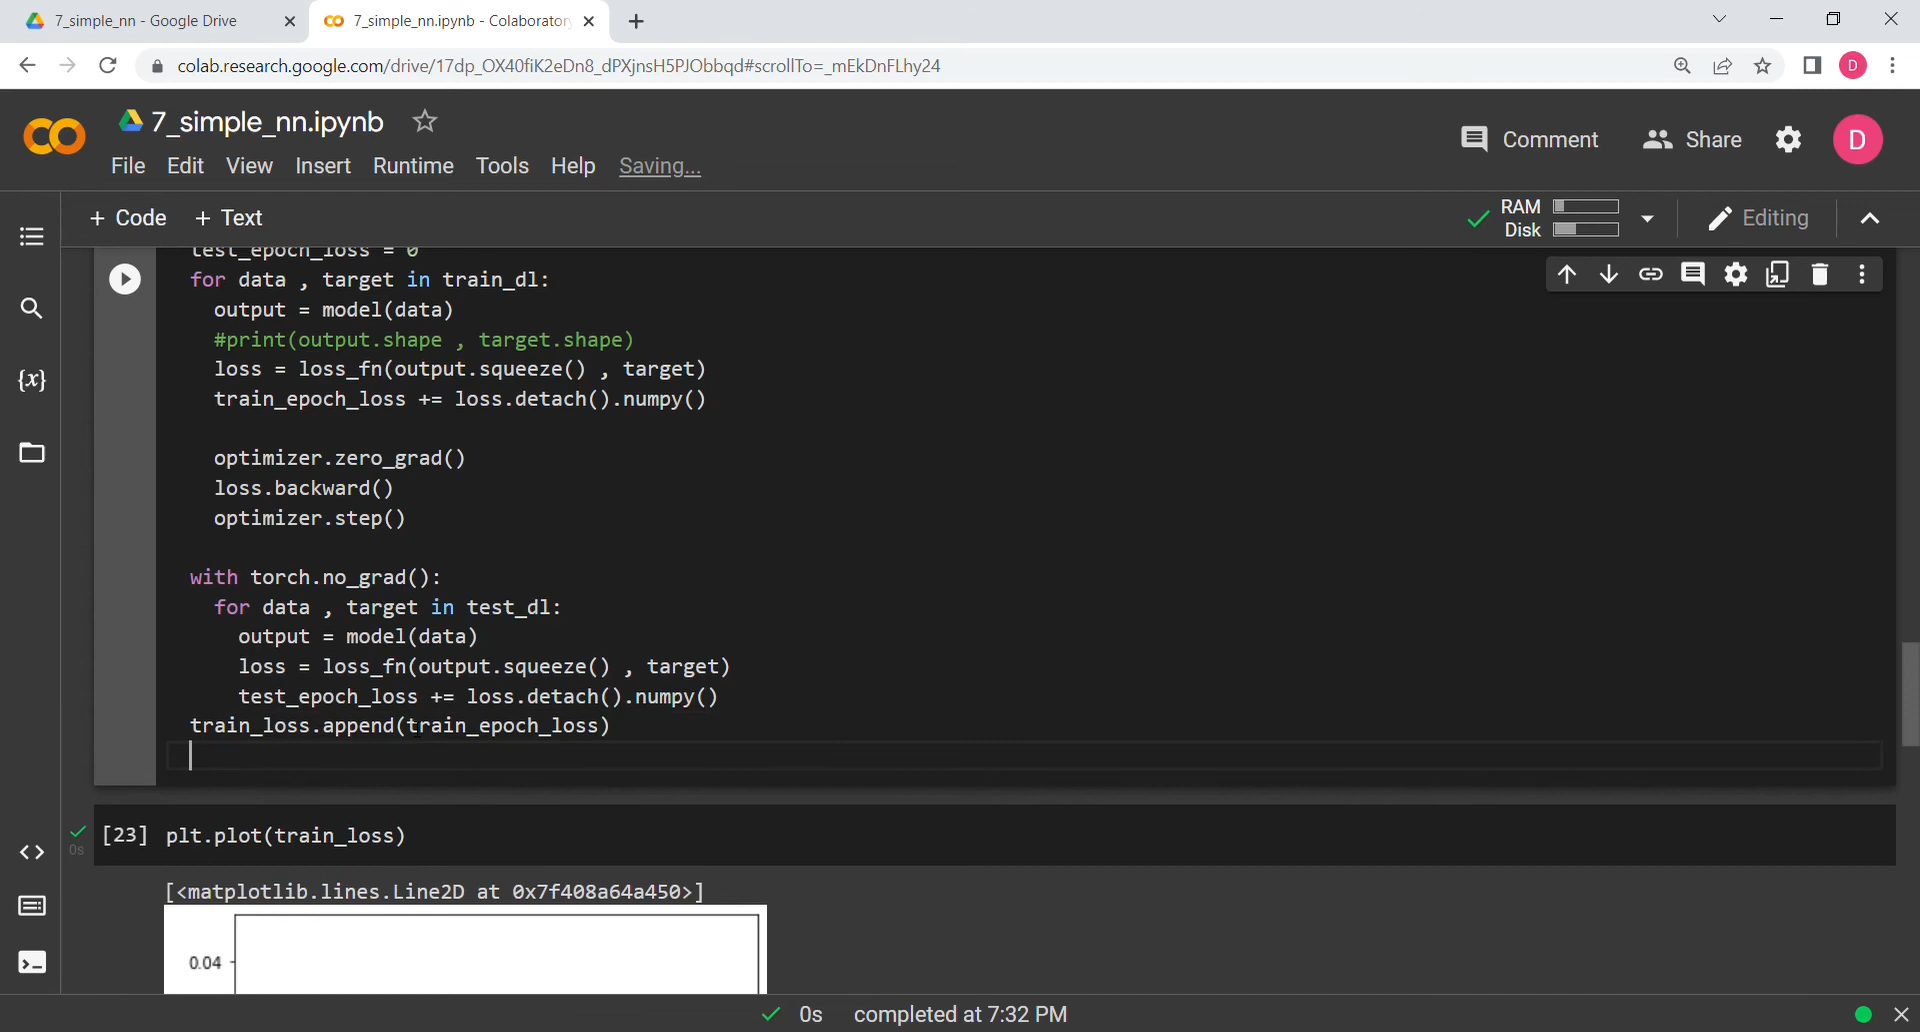 7_simple_nn - Google Drive
7_simple_nn.ipynb - Colaborator
colab.research.google.com/drive/17dp_OX40fiK2eDn8_dPXjnsH5PJObbqd#scrollTo=_mEkDnFLhy24
D
7_simple_nn.ipynb
Comment
Share
D
File Edit View Insert Runtime Tools Help Saving...
+ Code + Text
RAM
Disk
Editing
test_epoch_loss = 0
for data , target in train_dl:
output = model(data)
#print(output.shape , target.shape)
loss = loss_fn(output.squeeze() , target)
train_epoch_loss += loss.detach().numpy()
optimizer.zero_grad()
loss.backward()
optimizer.step()
with torch.no_grad():
for data , target in test_dl:
output = model(data)
loss = loss_fn(output.squeeze() , target)
test_epoch_loss += loss.detach().numpy()
train_loss.append(train_epoch_loss)
[23] plt.plot(train_loss)
0s
[<matplotlib.lines.Line2D at 0x7f408a64a450>]
0.04
0s completed at 7:32 PM